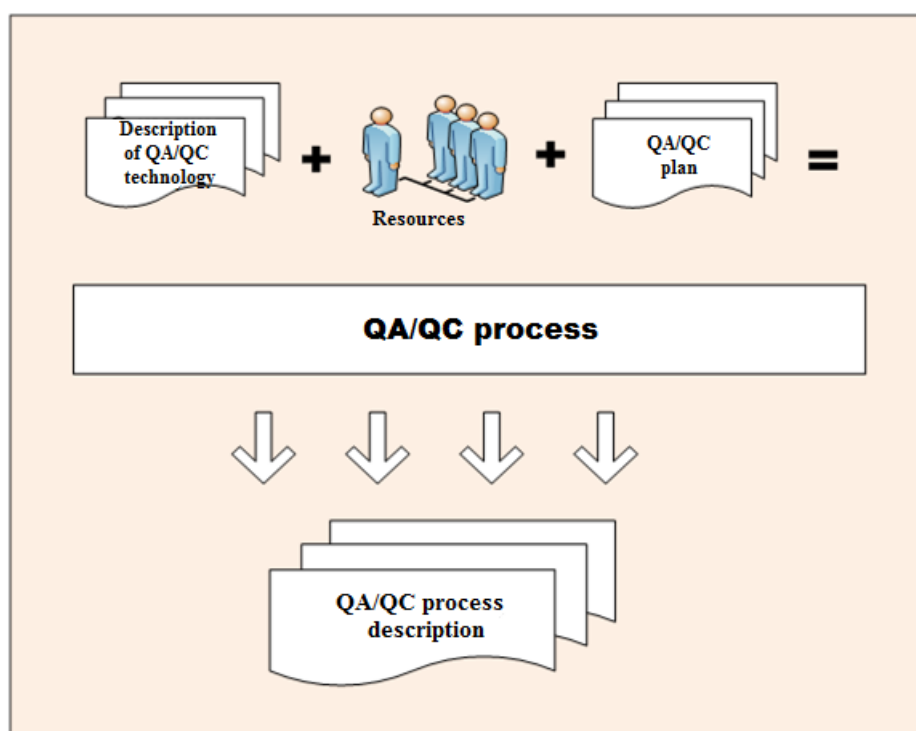 Description
of QA/QC
technology
+
Resources
+
QA/QC
plan
=
QA/QC process
QA/QC process
description